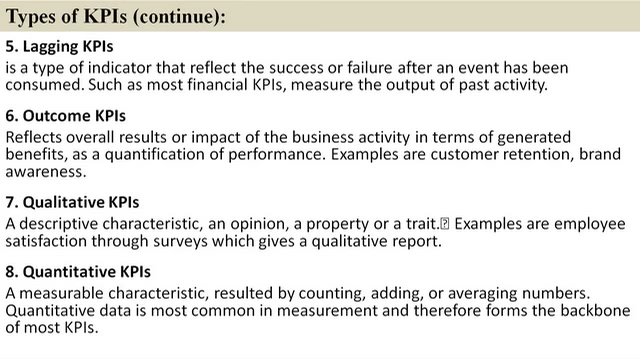 Types of KPIs (continue):
5. Lagging KPIs
is a type of indicator that reflect the success or failure after an event has been
consumed. Such as most financial KPIs, measure the output of past activity.
6. Outcome KPIs
Reflects overall results or impact of the business activity in terms of generated
benefits, as a quantification of performance. Examples are customer retention, brand
awareness.
7. Qualitative KPIs
A descriptive characteristic, an opinion, a property or a trait. Examples are employee
satisfaction through surveys which gives a qualitative report.
8. Quantitative KPIs
A measurable characteristic, resulted by counting, adding, or averaging numbers.
Quantitative data is most common in measurement and therefore forms the backbone
of most KPIs.